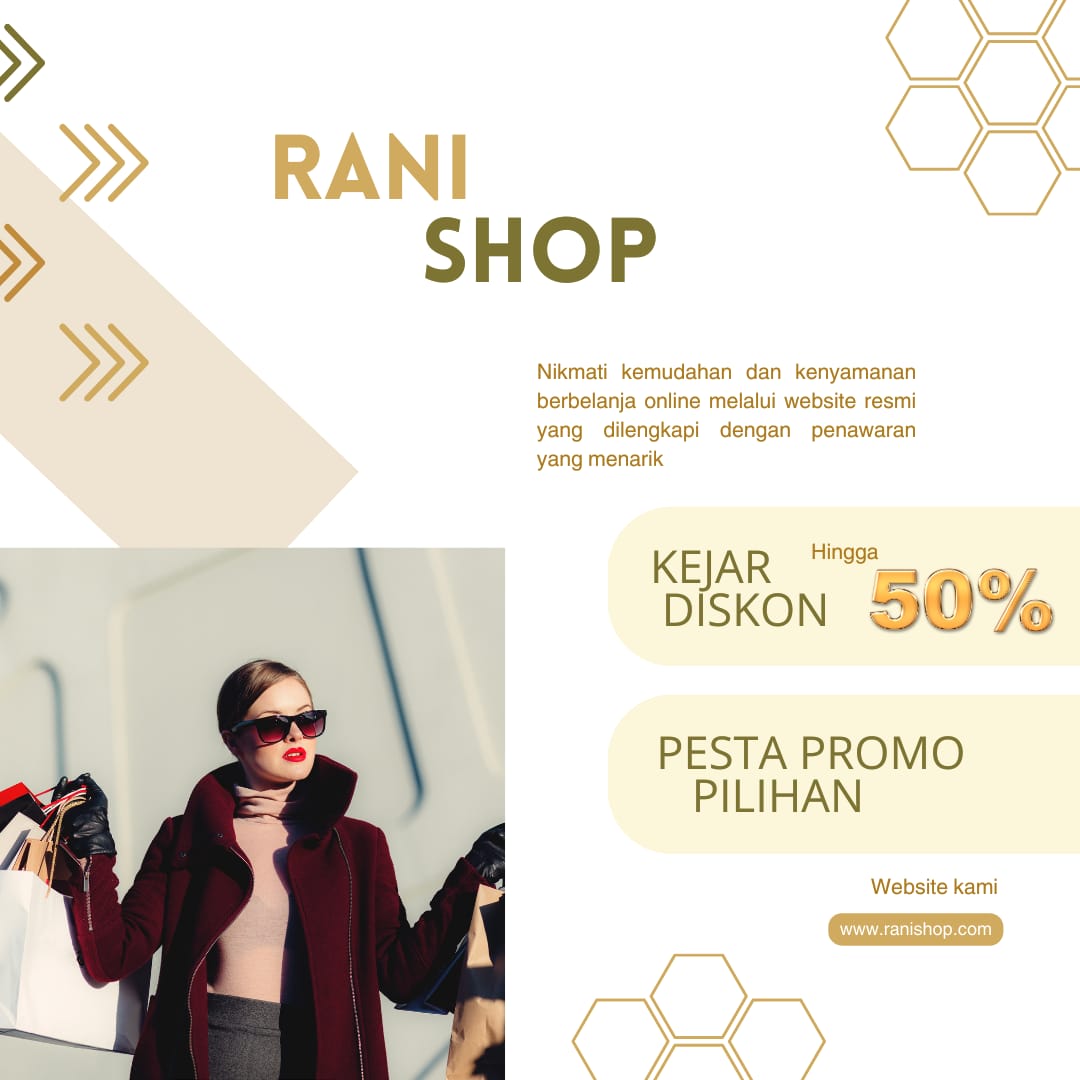 RANI
SHOP
Nikmati kemudahan dan kenyamanan
berbelanja online melalui website resmi
yang dilengkapi dengan penawaran
yang menarik
KEJAR
DISKON
Hingga
50%
PESTA PROMO
PILIHAN
Website kami
www.ranishop.com